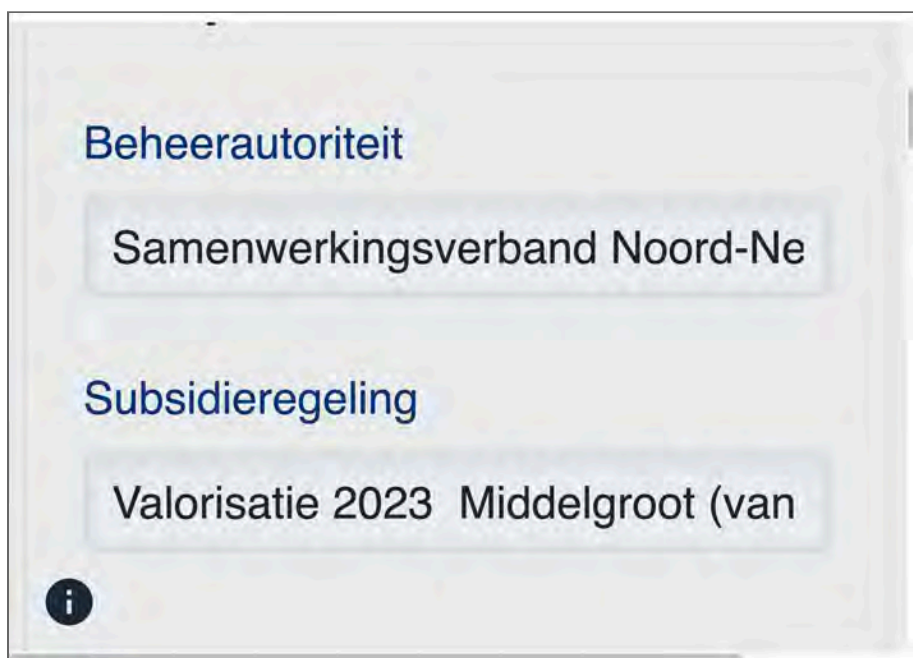 Beheerautoriteit
Samenwerkingsverband Noord-Ne
Subsidieregeling
Valorisatie 2023  Middelgroot (van